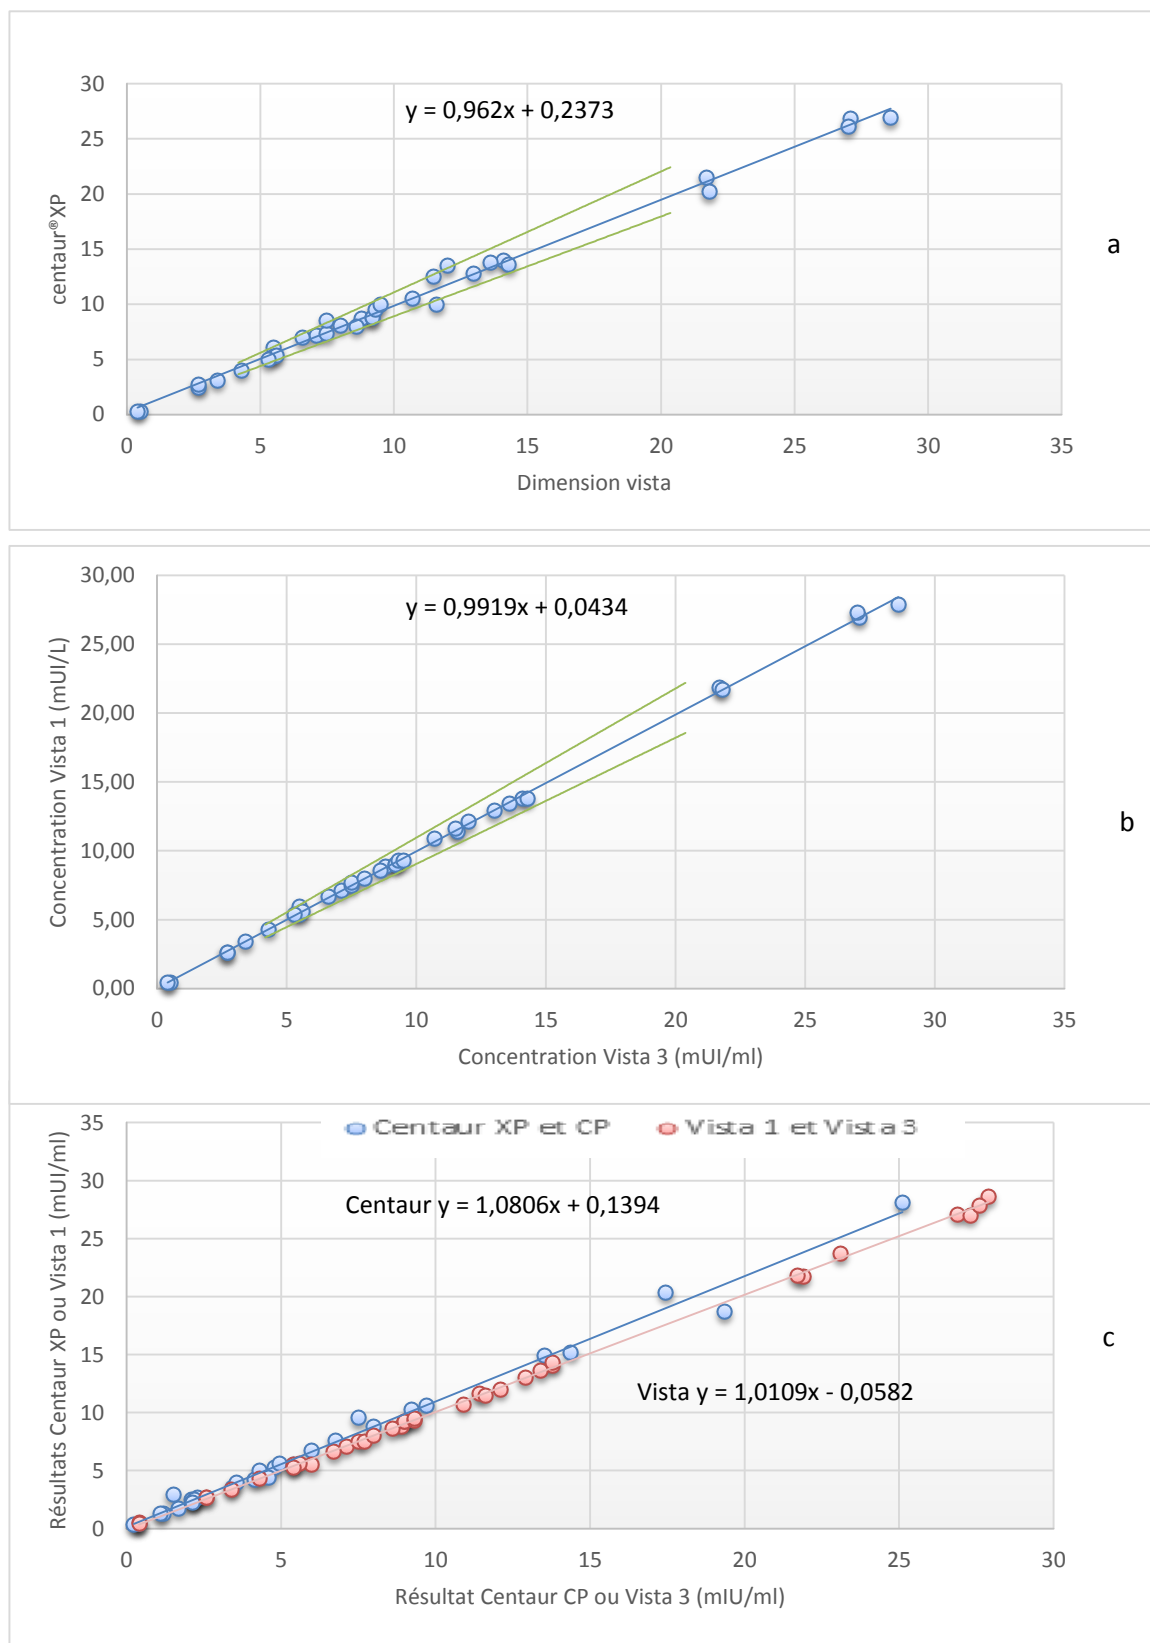 30
25
20
15
10
5
0
centaur®XP
y = 0,962x + 0,2373
a
0 5 10 15 20 25 30 35
Dimension vista
30,00
25,00
20,00
15,00
10,00
5,00
0,00
Concentration Vista 1 (mUI/L)
y = 0,9919x + 0,0434
b
0 5 10 15 20 25 30 35
Concentration Vista 3 (mUI/ml)
35
30
25
20
15
10
5
0
Résultats Centaur XP ou Vista 1 (mUI/ml)
Centaur XP et CP Vista 1 et Vista 3
Centaur y = 1,0806x + 0,1394
c
Vista y = 1,0109x - 0,0582
0 5 10 15 20 25 30
Résultat Centaur CP ou Vista 3 (mIU/ml)